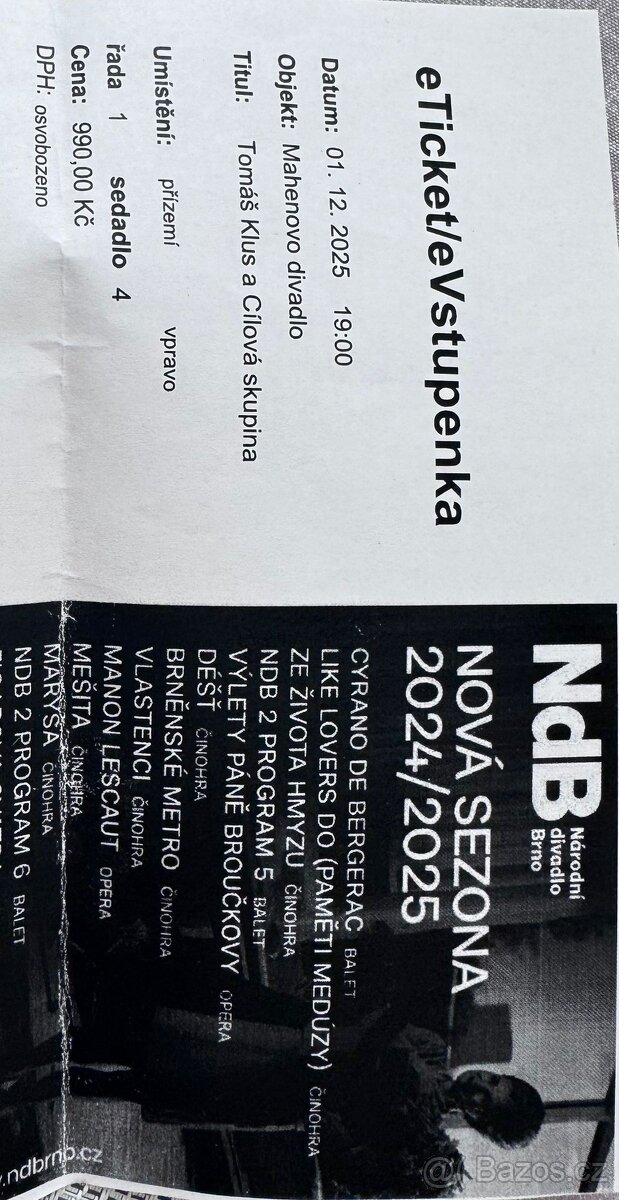 eTicket/eVstupenka
Datum: 01. 12. 2025 19:00
Objekt: Mahenovo divadlo
Titul: Tomáš Klus a Cílová skupina
Umístění: přízemí vpravo
řada 1 sedadlo 4
Cena: 990,00 Kč
DPH: osvobozeno
NdB
Národní
divadlo
Brno
NOVÁ SEZONA
2024/2025
CYRANO DE BERGERAC BALET
LIKE LOVERS DO (PAMĚTI MEDÚZY) ČINOHRA
ZE ŽIVOTA HMYZU ČINOHRA
NDB 2 PROGRAM 5 BALET
VÝLETY PÁNĚ BROUČKOVY OPERA
DÉŠŤ ČINOHRA
BRNĚNSKÉ METRO ČINOHRA
VLASTENCI ČINOHRA
MANON LESCAUT OPERA
MEŠITA ČINOHRA
MARYŠA ČINOHRA
NDB 2 PROGRAM 6 BALET
.ndbrno.cz
@ Bazos.cz